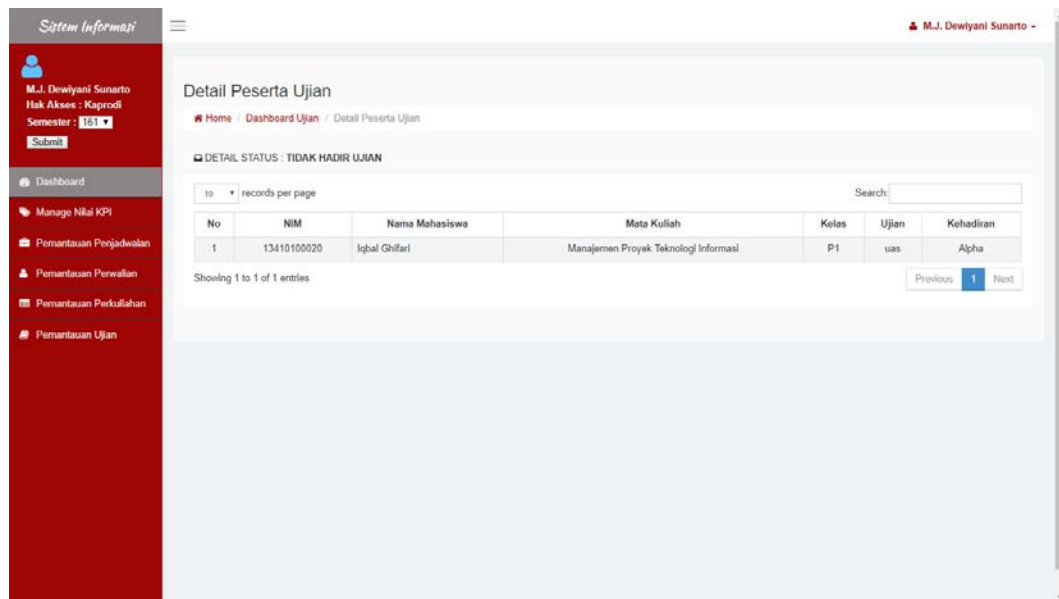 Sistem Informasi
M.J. Dewiyani Sunarto
M.J. Dewiyani Sunarto
Hak Akses : Kaprodi
Semester : 161
Submit
Dashboard
Manage Nilai KPI
Pemantauan Penjadwalan
Pemantauan Perwalian
Pemantauan Perkuliahan
Pemantauan Ujian
Detail Peserta Ujian
Home / Dashboard Ujian / Detail Peserta Ujian
DETAIL STATUS : TIDAK HADIR UJIAN
10 records per page Search:
No NIM Nama Mahasiswa Mata Kuliah Kelas Ujian Kehadiran
1 13410100020 Iqbal Ghifari Manajemen Proyek Teknologi Informasi P1 uas Alpha
Showing 1 to 1 of 1 entries Previous 1 Next